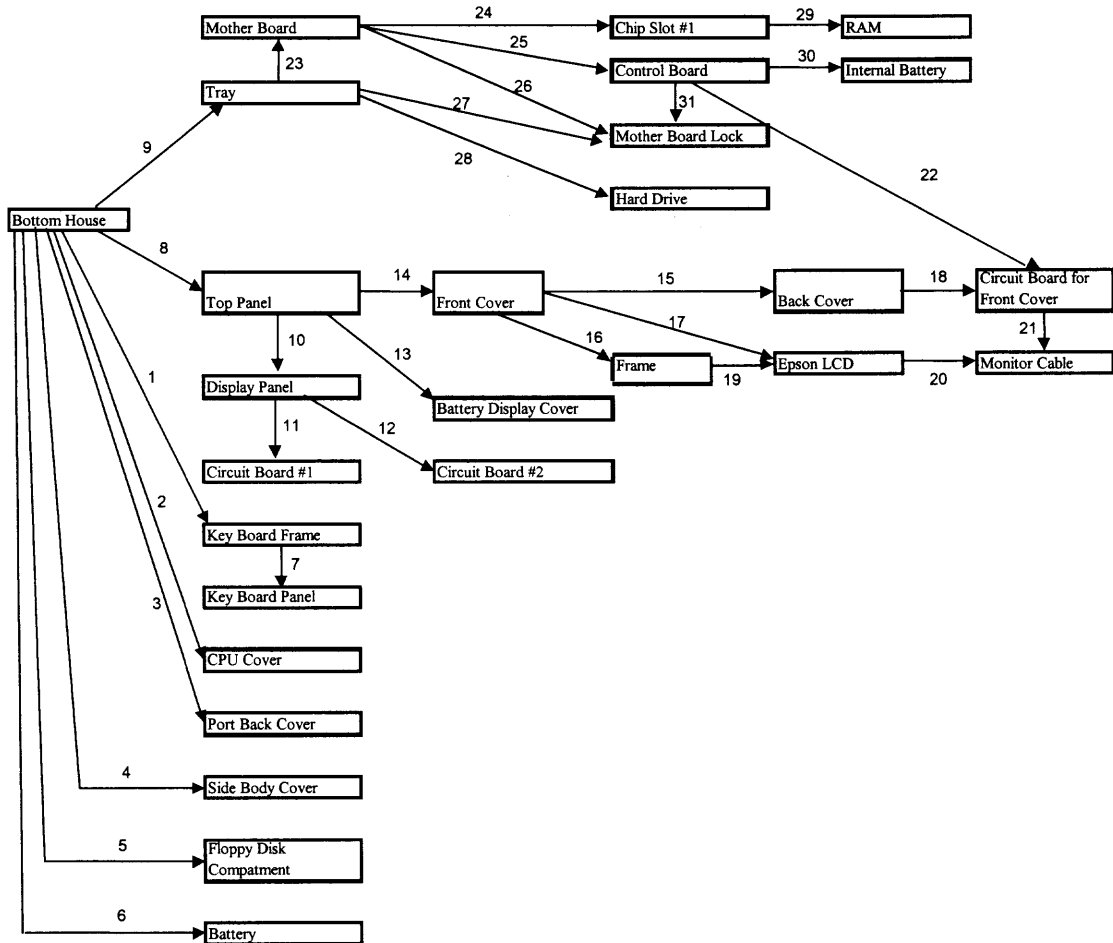 24
29
Mother Board
Chip Slot #1
RAM
25
30
23
Control Board
Internal Battery
26
Tray
27
31
Mother Board Lock
9
28
22
Hard Drive
Bottom House
8
14
15
18
Circuit Board for
Front Cover
Top Panel
Front Cover
Back Cover
17
21
10
16
13
Frame
Epson LCD
Monitor Cable
19
20
1
Display Panel
Battery Display Cover
11
12
Circuit Board #1
Circuit Board #2
2
Key Board Frame
7
3
Key Board Panel
CPU Cover
Port Back Cover
4
Side Body Cover
5
Floppy Disk
Compatment
6
Battery